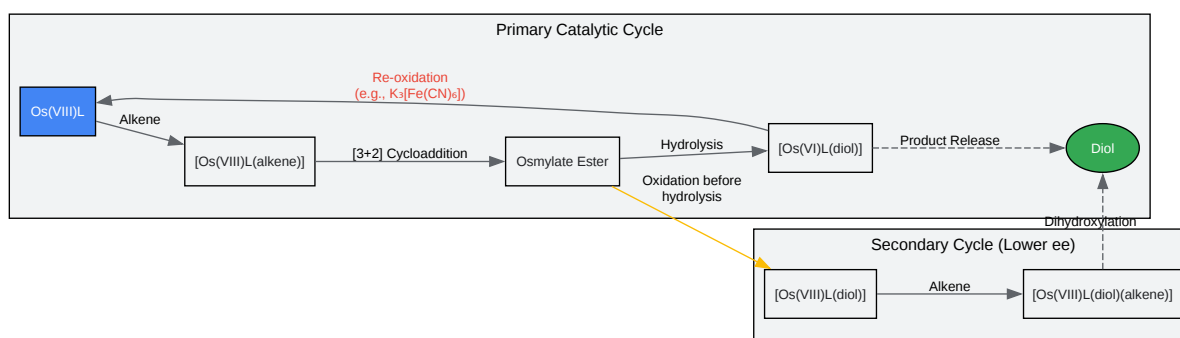 Primary Catalytic Cycle
Re-oxidation
(e.g., K₃[Fe(CN)₆])
Os(VIII)L
Alkene
[Os(VIII)L(alkene)]
[3+2] Cycloaddition
Osmylate Ester
Hydrolysis
[Os(VI)L(diol)]
Product Release
Diol
Oxidation before
hydrolysis
Dihydroxylation
Secondary Cycle (Lower ee)
[Os(VIII)L(diol)]
Alkene
[Os(VIII)L(diol)(alkene)]